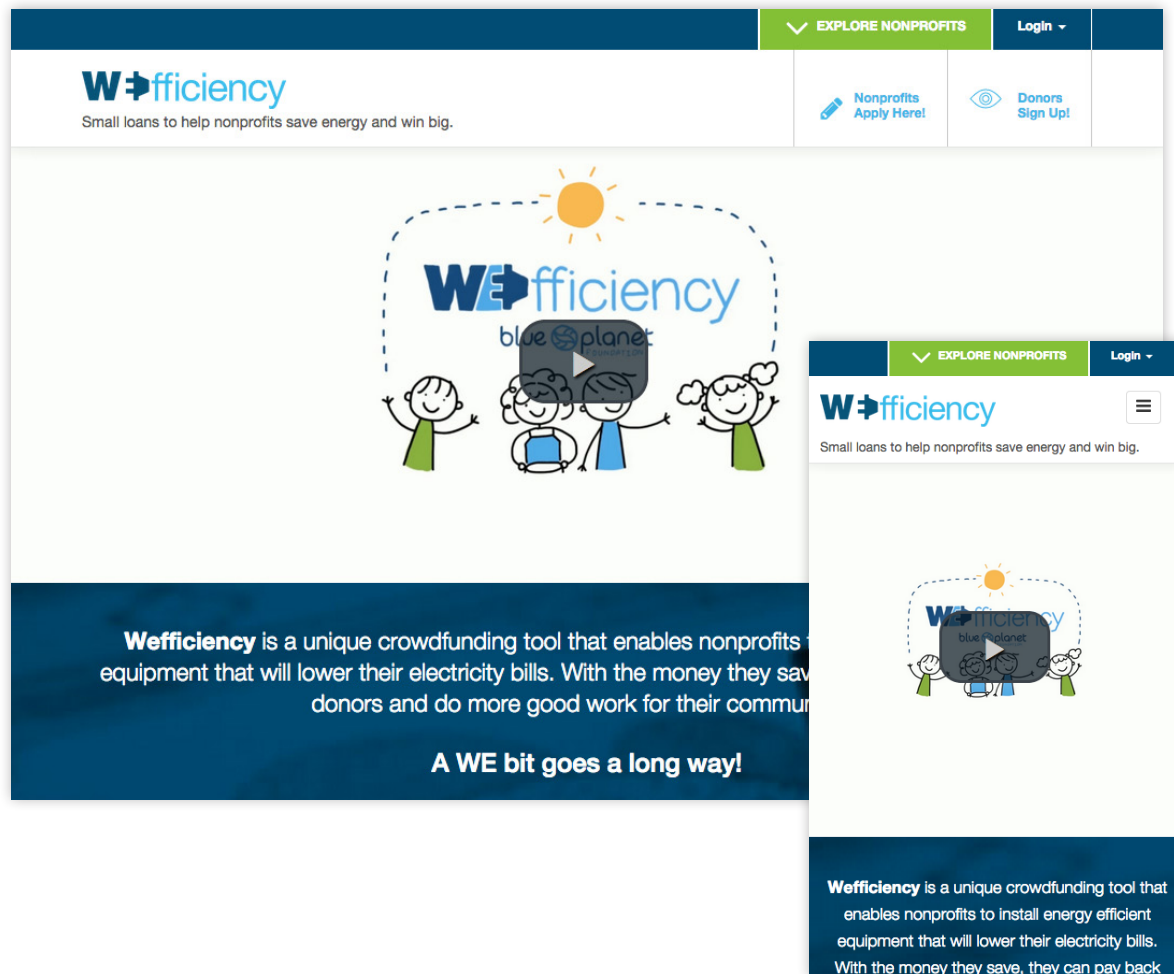 EXPLORE NONPROFITS
Login
WEfficiency
Small loans to help nonprofits save energy and win big.
Nonprofits
Apply Here!
Donors
Sign Up!
WEfficiency
blue planet
FOUNDATION
Wefficiency is a unique crowdfunding tool that enables nonprofits
equipment that will lower their electricity bills. With the money they sav
donors and do more good work for their commun
A WE bit goes a long way!
EXPLORE NONPROFITS
Login
WEfficiency
Small loans to help nonprofits save energy and win big.
WEfficiency
blue planet
Wefficiency is a unique crowdfunding tool that
enables nonprofits to install energy efficient
equipment that will lower their electricity bills.
With the money they save, they can pay back